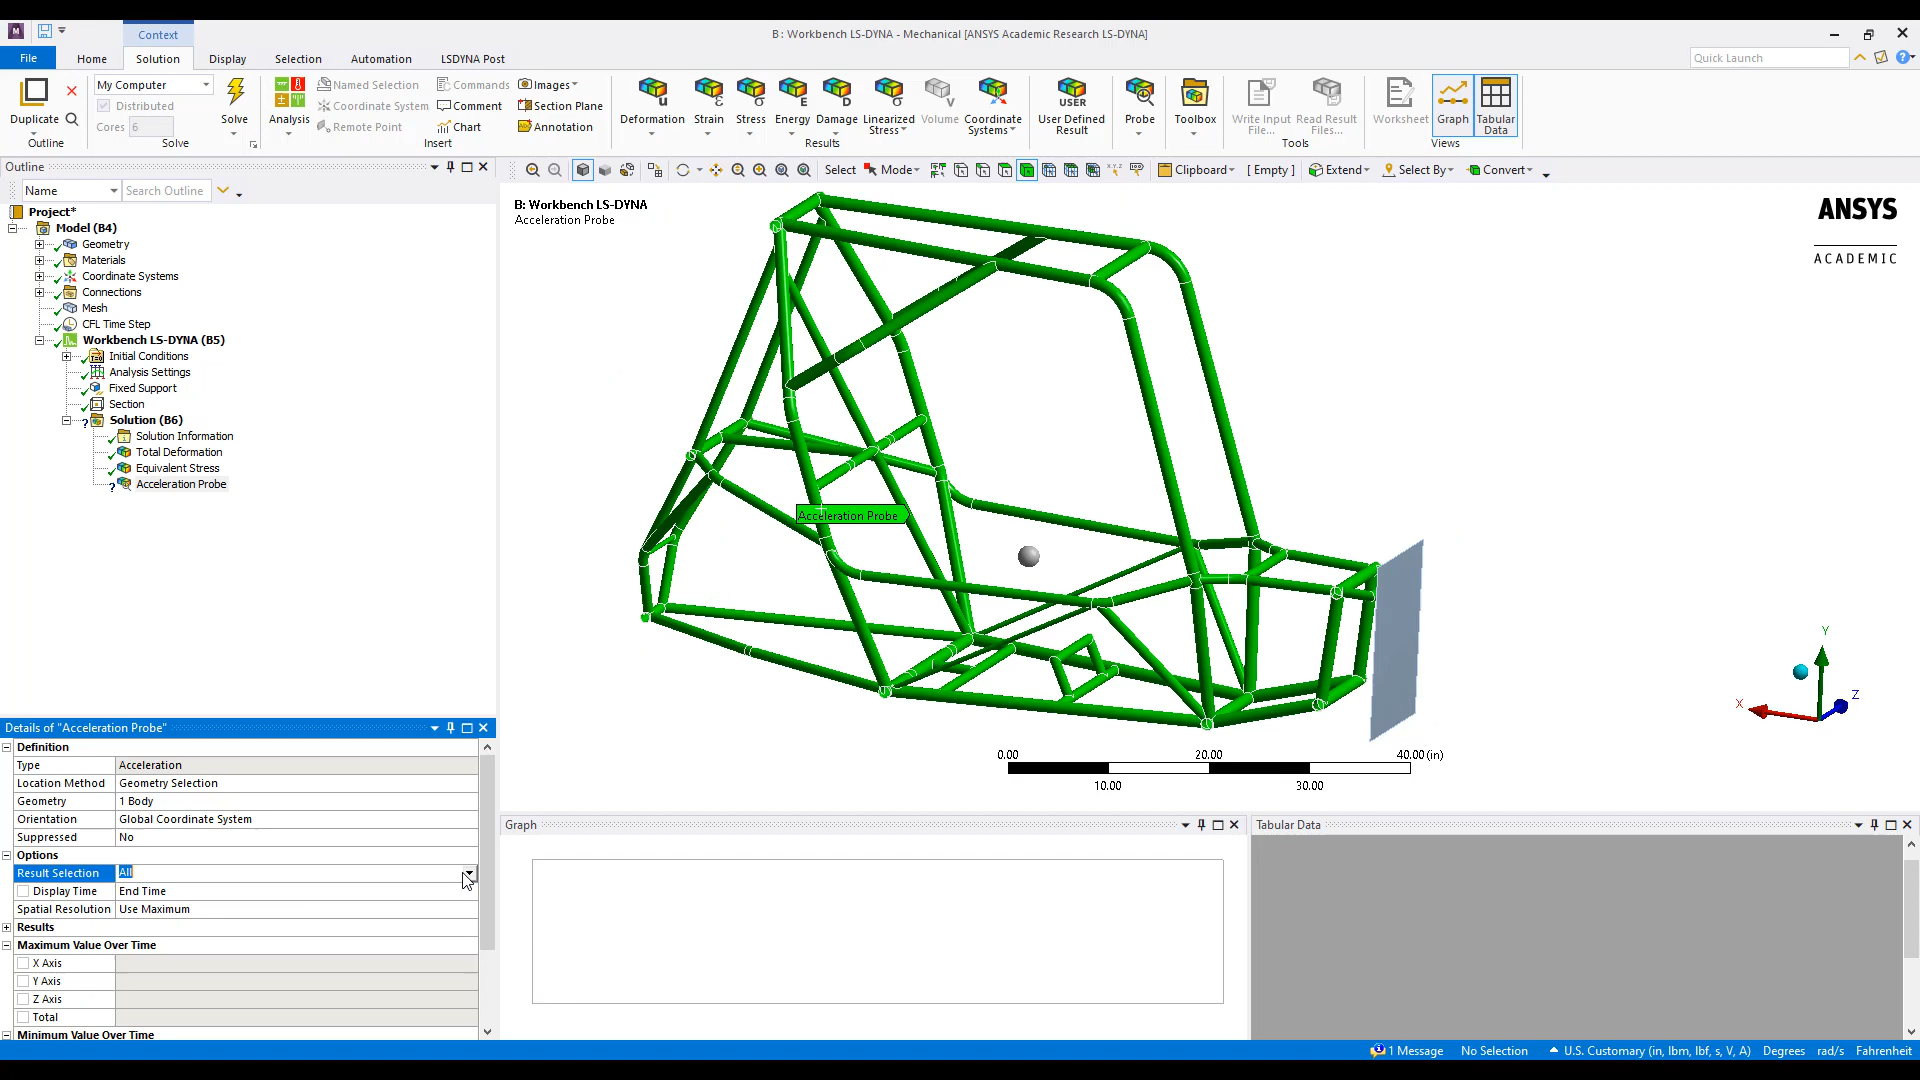 Context
B : Workbench LS-DYNA - Mechanical [ANSYS Academic Research LS-DYNA]
File
Home
Solution
Display
Selection
Automation
LSDYNA Post
Quick Launch
Duplicate
Outline
My Computer
Distributed
Cores 6
Solve
Solve
Analysis
Named Selection
Coordinate System
Remote Point
Commands
Comment
Chart
Images
Section Plane
Annotation
Insert
Deformation
Strain
Stress
Energy
Damage
Linearized Stress
Volume
Coordinate Systems
USER
User Defined Result
Results
Probe
Toolbox
Write Input File...
Read Result Files...
Tools
Worksheet
Graph
Tabular Data
Views
Outline
Select
Mode
Clipboard
[ Empty ]
Extend
Select By
Convert
Name
Search Outline
Project*
Model (B4)
Geometry
Materials
Coordinate Systems
Connections
Mesh
CFL Time Step
Workbench LS-DYNA (B5)
Initial Conditions
Analysis Settings
Fixed Support
Section
Solution (B6)
Solution Information
Total Deformation
Equivalent Stress
Acceleration Probe
B: Workbench LS-DYNA
Acceleration Probe
ANSYS
ACADEMIC
Acceleration Probe
Y
Z
X
0.00
20.00
40.00 (in)
10.00
30.00
Details of "Acceleration Probe"
Definition
Type Acceleration
Location Method Geometry Selection
Geometry 1 Body
Orientation Global Coordinate System
Suppressed No
Options
Result Selection All
Display Time End Time
Spatial Resolution Use Maximum
Results
Maximum Value Over Time
X Axis
Y Axis
Z Axis
Total
Minimum Value Over Time
Graph
Tabular Data
1 Message
No Selection
U.S. Customary (in, lbm, lbf, s, V, A)
Degrees
rad/s
Fahrenheit